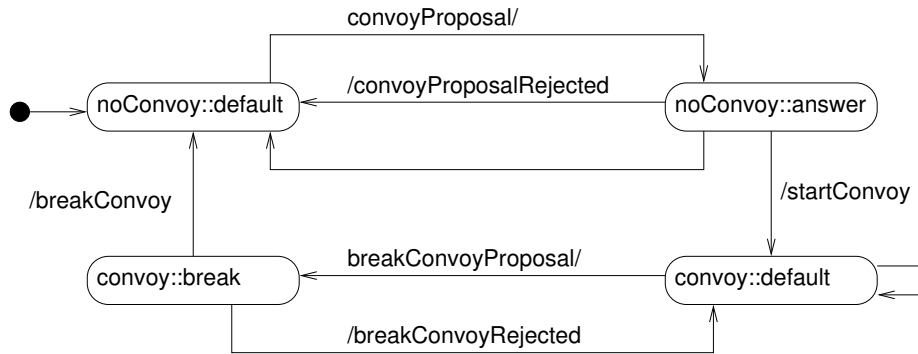 convoyProposal/
/convoyProposalRejected
noConvoy::default
noConvoy::answer
/breakConvoy
/startConvoy
breakConvoyProposal/
convoy::break
convoy::default
/breakConvoyRejected